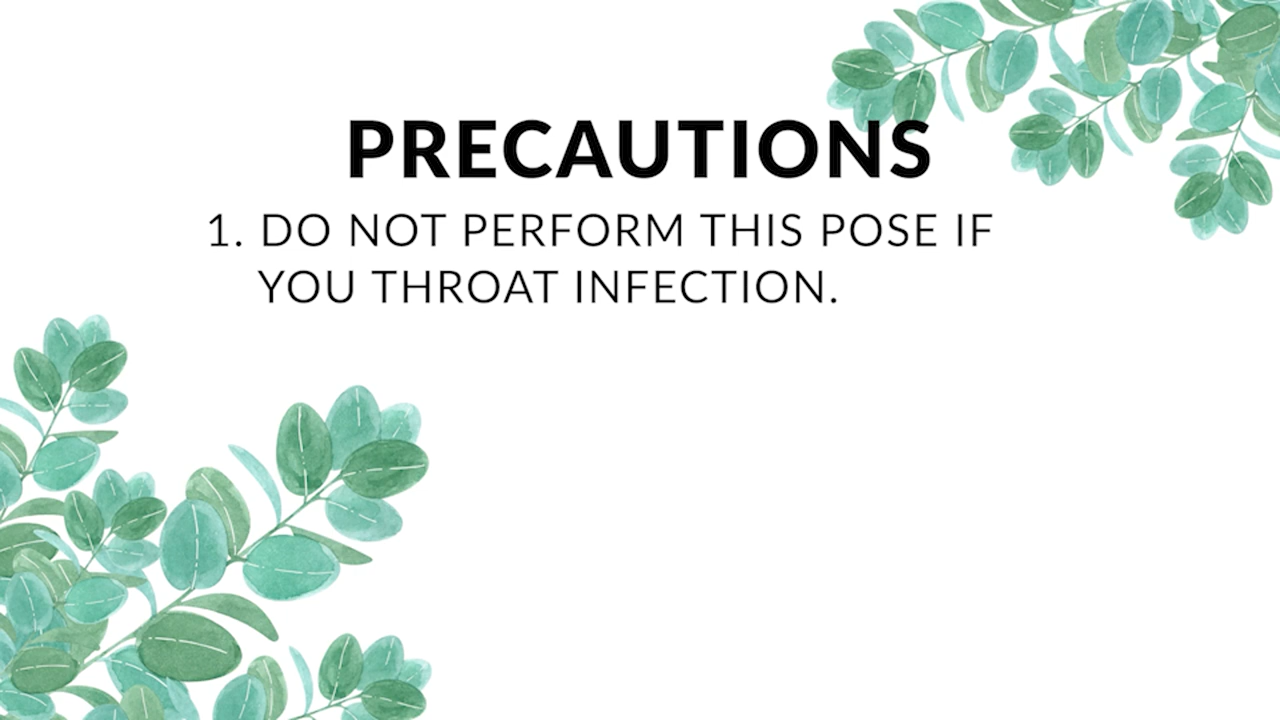 PRECAUTIONS
1. DO NOT PERFORM THIS POSE IF
YOU THROAT INFECTION.